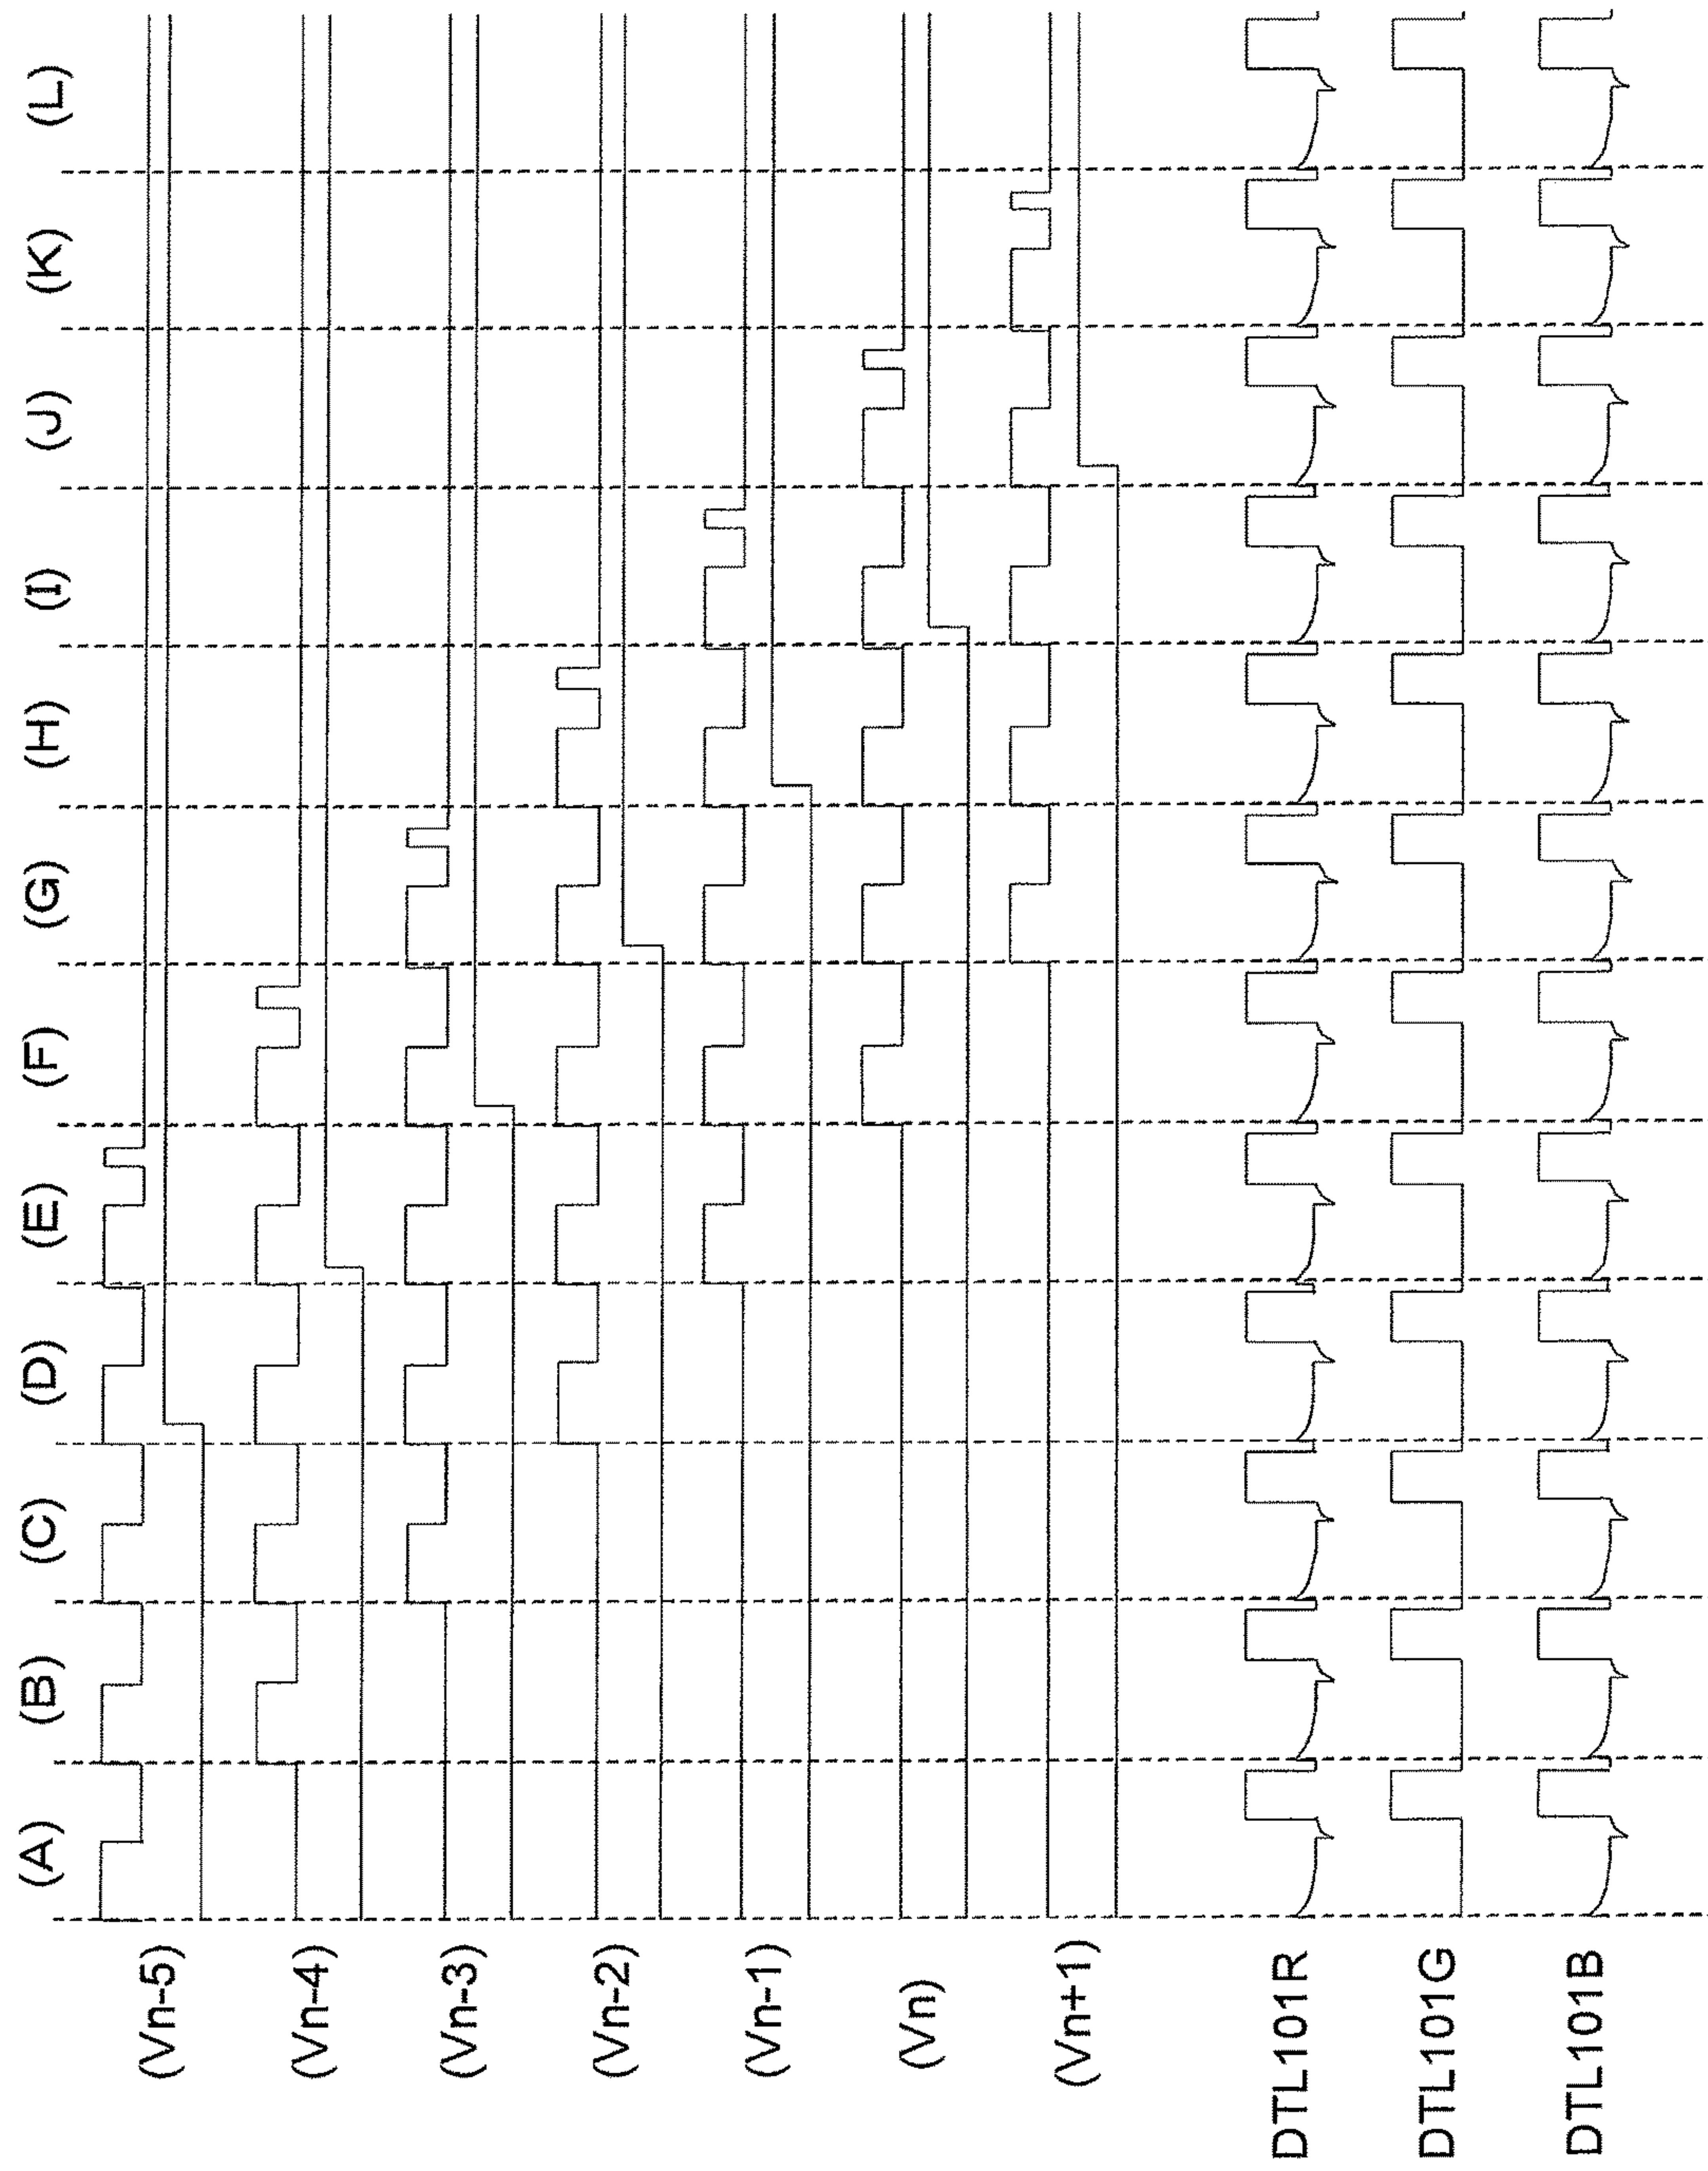 (A)
(B)
(C)
(D)
(E)
(F)
(G)
(H)
(I)
(J)
(K)
(L)
(Vn-5)
(Vn-4)
(Vn-3)
(Vn-2)
(Vn-1)
(Vn)
(Vn+1)
DTL101R
DTL101G
DTL101B